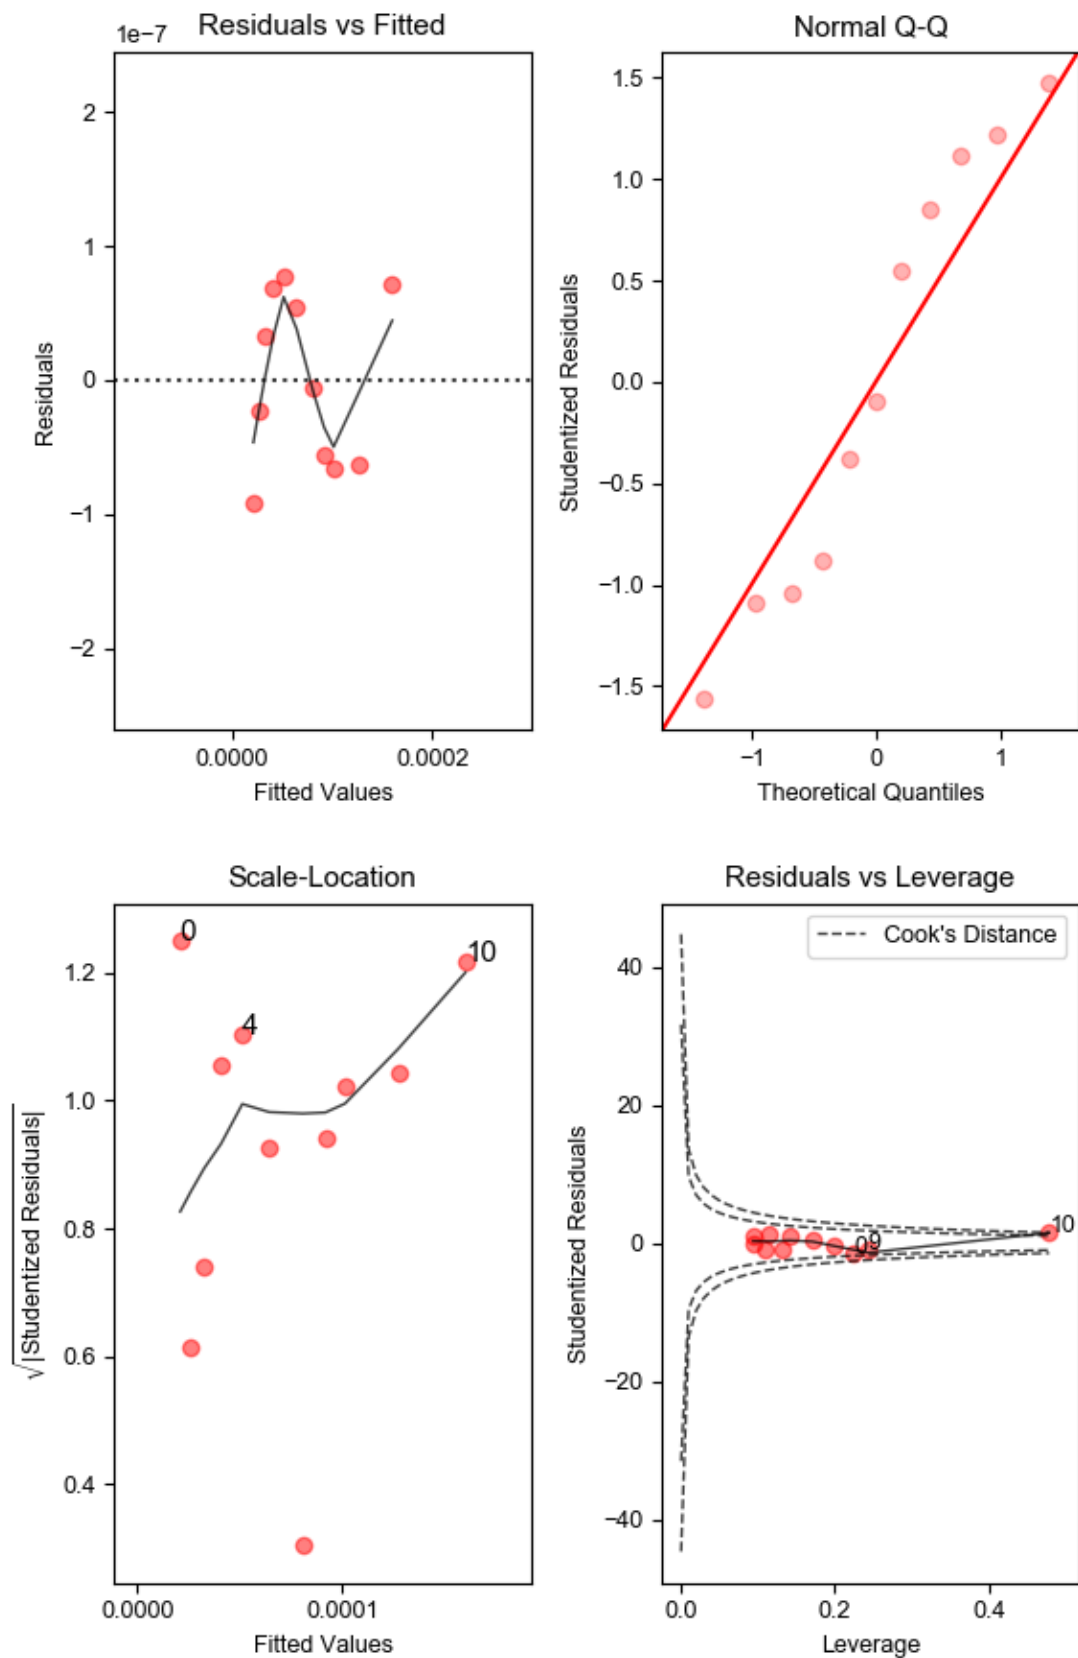 Residuals vs Fitted
1e−7
2
1
0
−1
−2
Residuals
0.0000
0.0002
Fitted Values
Normal Q-Q
1.5
1.0
0.5
0.0
−0.5
−1.0
−1.5
Studentized Residuals
−1
0
1
Theoretical Quantiles
Scale-Location
0
4
10
1.2
1.0
0.8
0.6
0.4
√|Studentized Residuals|
0.0000
0.0001
Fitted Values
Residuals vs Leverage
Cook's Distance
40
20
0
−20
−40
Studentized Residuals
0
9
10
0.0
0.2
0.4
Leverage